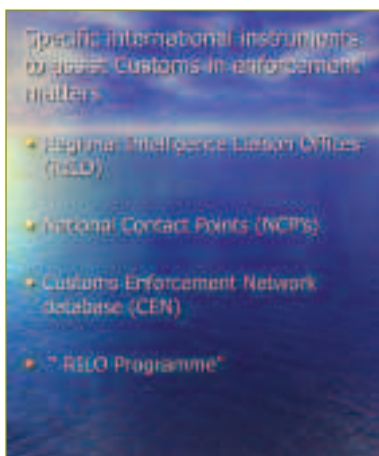 Specific international instruments
to assist Customs in enforcement
matters
• Regional Intelligence Liaison Offices
(RILO)
• National Contact Points (NCP's)
• Customs Enforcement Network
database (CEN)
• " RILO Programme"